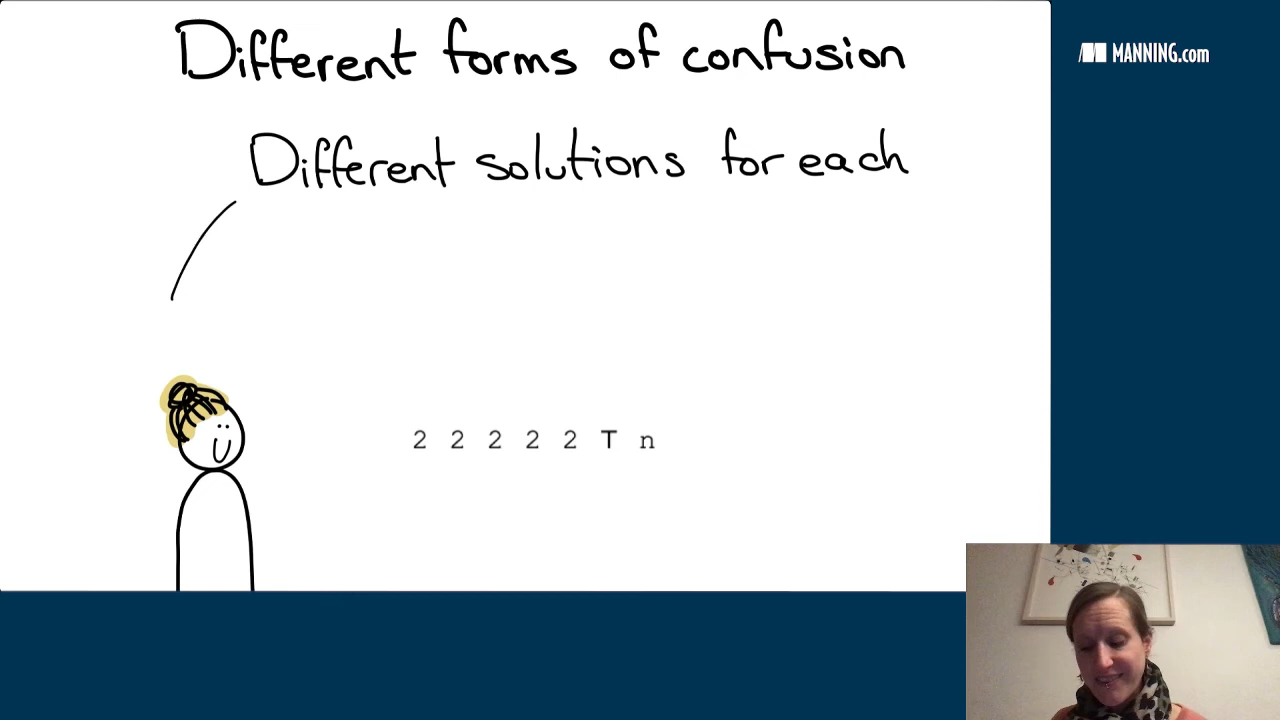 Different forms of confusion
MANNING.com
Different solutions for each
2 2 2 2 2 T n